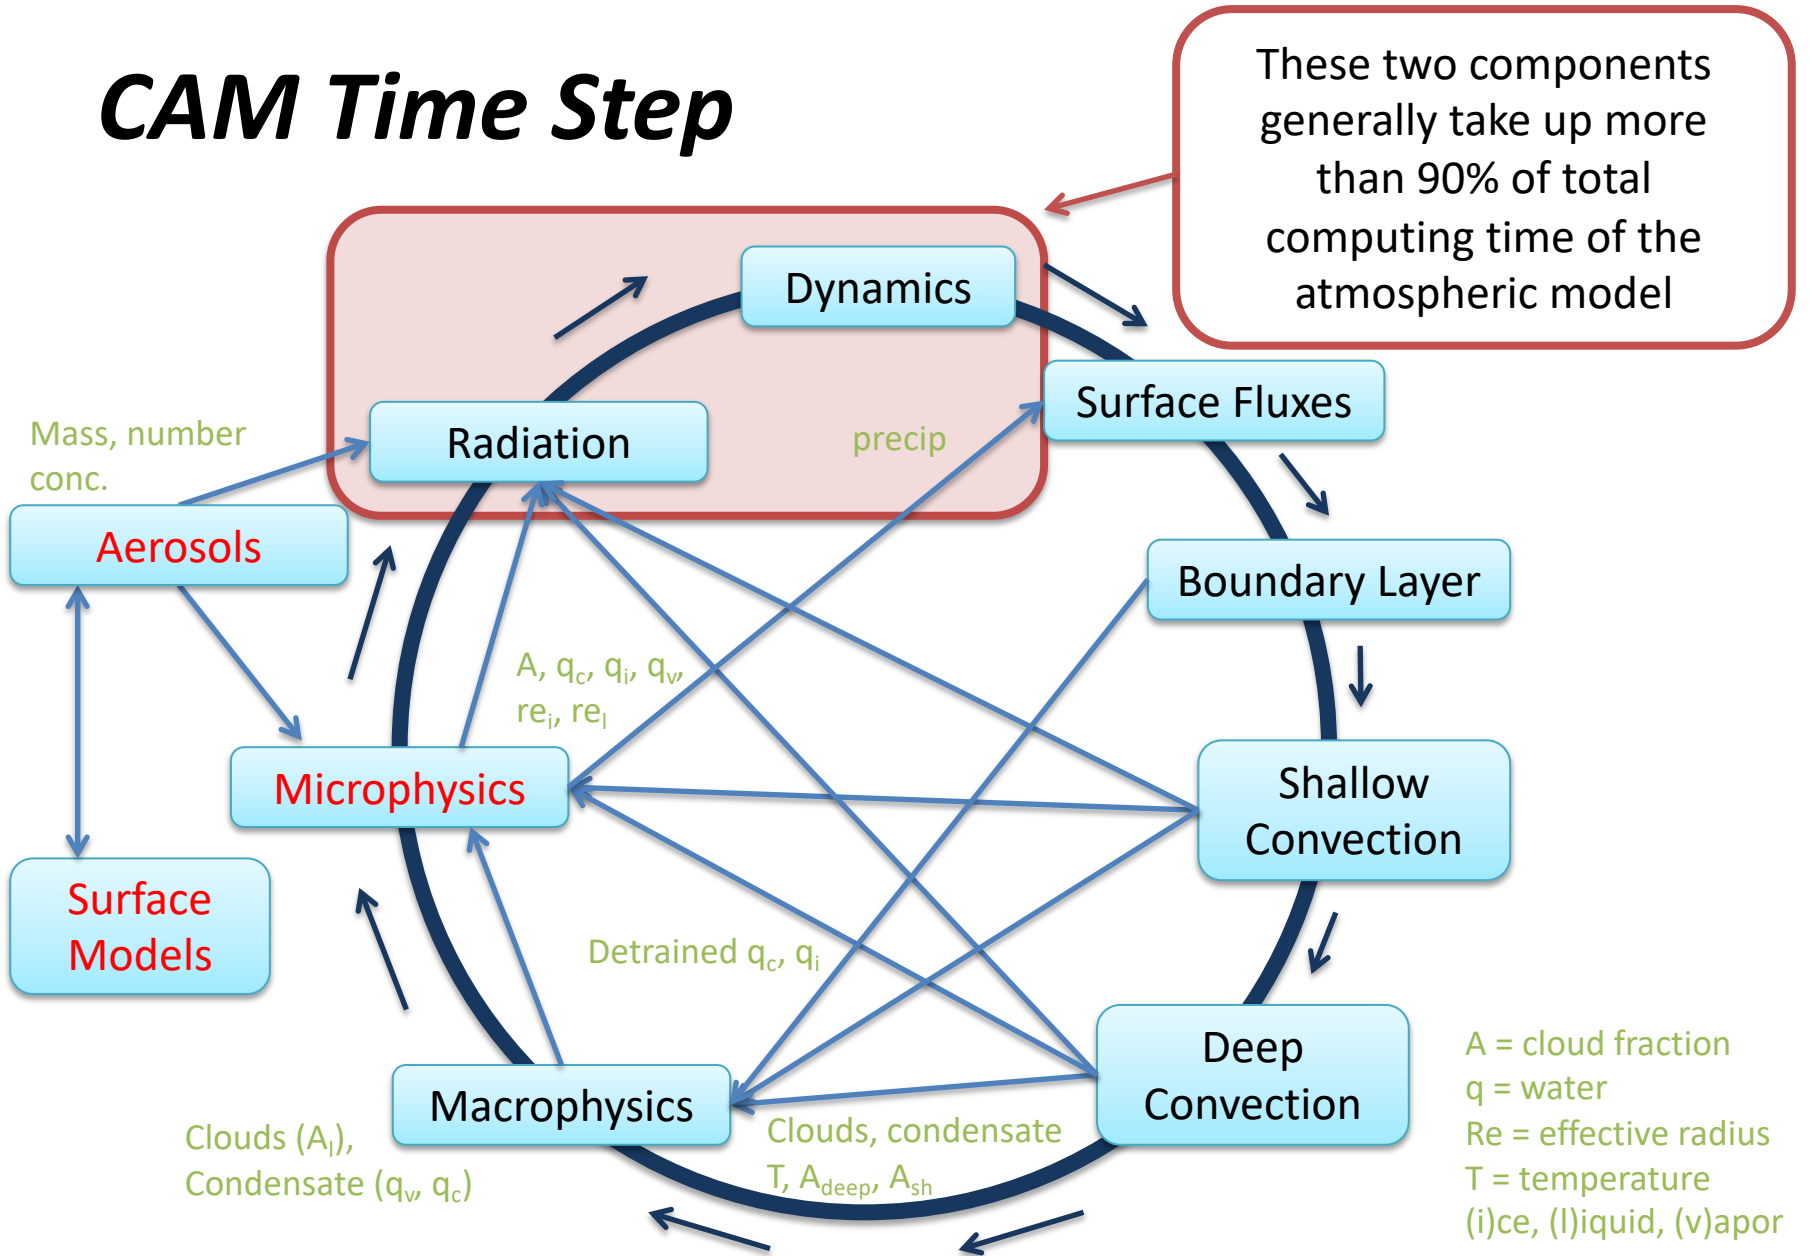 CAM Time Step
These two components
generally take up more
than 90% of total
computing time of the
atmospheric model
Dynamics
Surface Fluxes
Radiation
precip
Mass, number
conc.
Aerosols
Boundary Layer
A, qc, qi, qv,
rei, rel
Microphysics
Shallow
Convection
Surface
Models
Detrained qc, qi
Deep
Convection
Macrophysics
Clouds (Al),
Condensate (qv, qc)
Clouds, condensate
T, Adeep, Ash
A = cloud fraction
q = water
Re = effective radius
T = temperature
(i)ce, (l)iquid, (v)apor